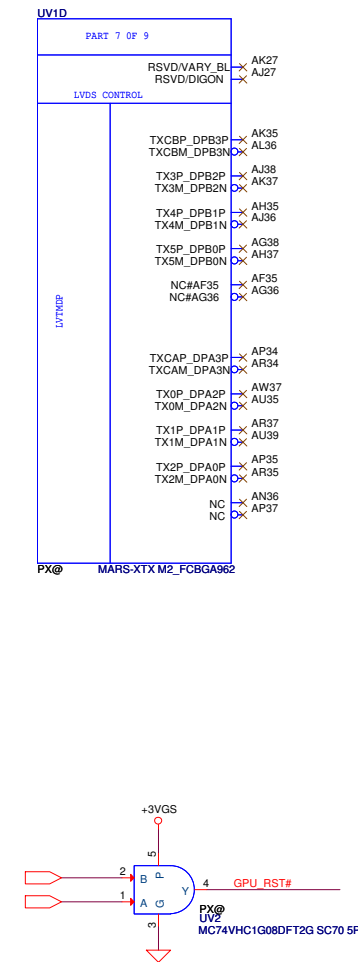 UV1D
PART 7 0F 9
RSVD/VARY_BL AK27
RSVD/DIGON AJ27
LVDS CONTROL
TXCBP_DPB3P AK35
TXCBM_DPB3N AL36
TX3P_DPB2P AJ38
TX3M_DPB2N AK37
TX4P_DPB1P AH35
TX4M_DPB1N AJ36
TX5P_DPB0P AG38
TX5M_DPB0N AH37
NC#AF35 AF35
NC#AG36 AG36
LVTMDP
TXCAP_DPA3P AP34
TXCAM_DPA3N AR34
TX0P_DPA2P AW37
TX0M_DPA2N AU35
TX1P_DPA1P AR37
TX1M_DPA1N AU39
TX2P_DPA0P AP35
TX2M_DPA0N AR35
NC AN36
NC AP37
PX@ MARS-XTX M2_FCBGA962
+3VGS
5
P
2 B
1 A
Y 4 GPU_RST#
G
3
PX@
UV2
MC74VHC1G08DFT2G SC70 5P